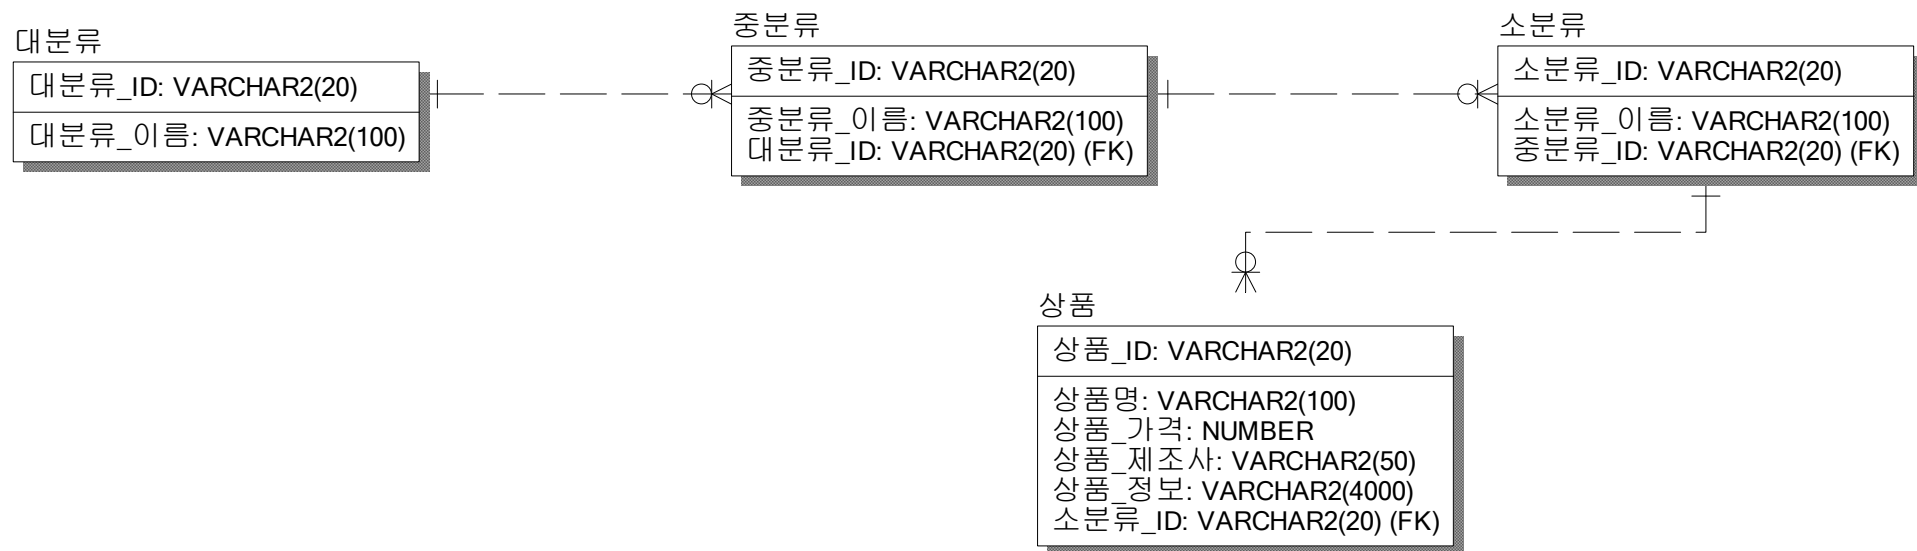 대분류
대분류_ID: VARCHAR2(20)
대분류_이름: VARCHAR2(100)
중분류
중분류_ID: VARCHAR2(20)
중분류_이름: VARCHAR2(100)
대분류_ID: VARCHAR2(20) (FK)
소분류
소분류_ID: VARCHAR2(20)
소분류_이름: VARCHAR2(100)
중분류_ID: VARCHAR2(20) (FK)
상품
상품_ID: VARCHAR2(20)
상품명: VARCHAR2(100)
상품_가격: NUMBER
상품_제조사: VARCHAR2(50)
상품_정보: VARCHAR2(4000)
소분류_ID: VARCHAR2(20) (FK)